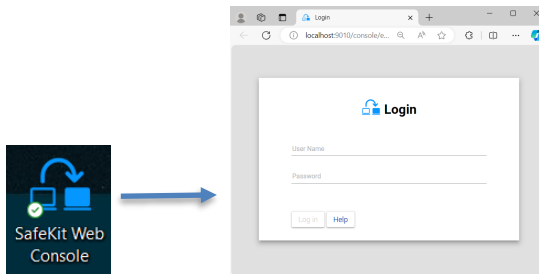 Login
localhost:9010/console/e...
Login
User Name
Password
Log in
Help
SafeKit Web
Console